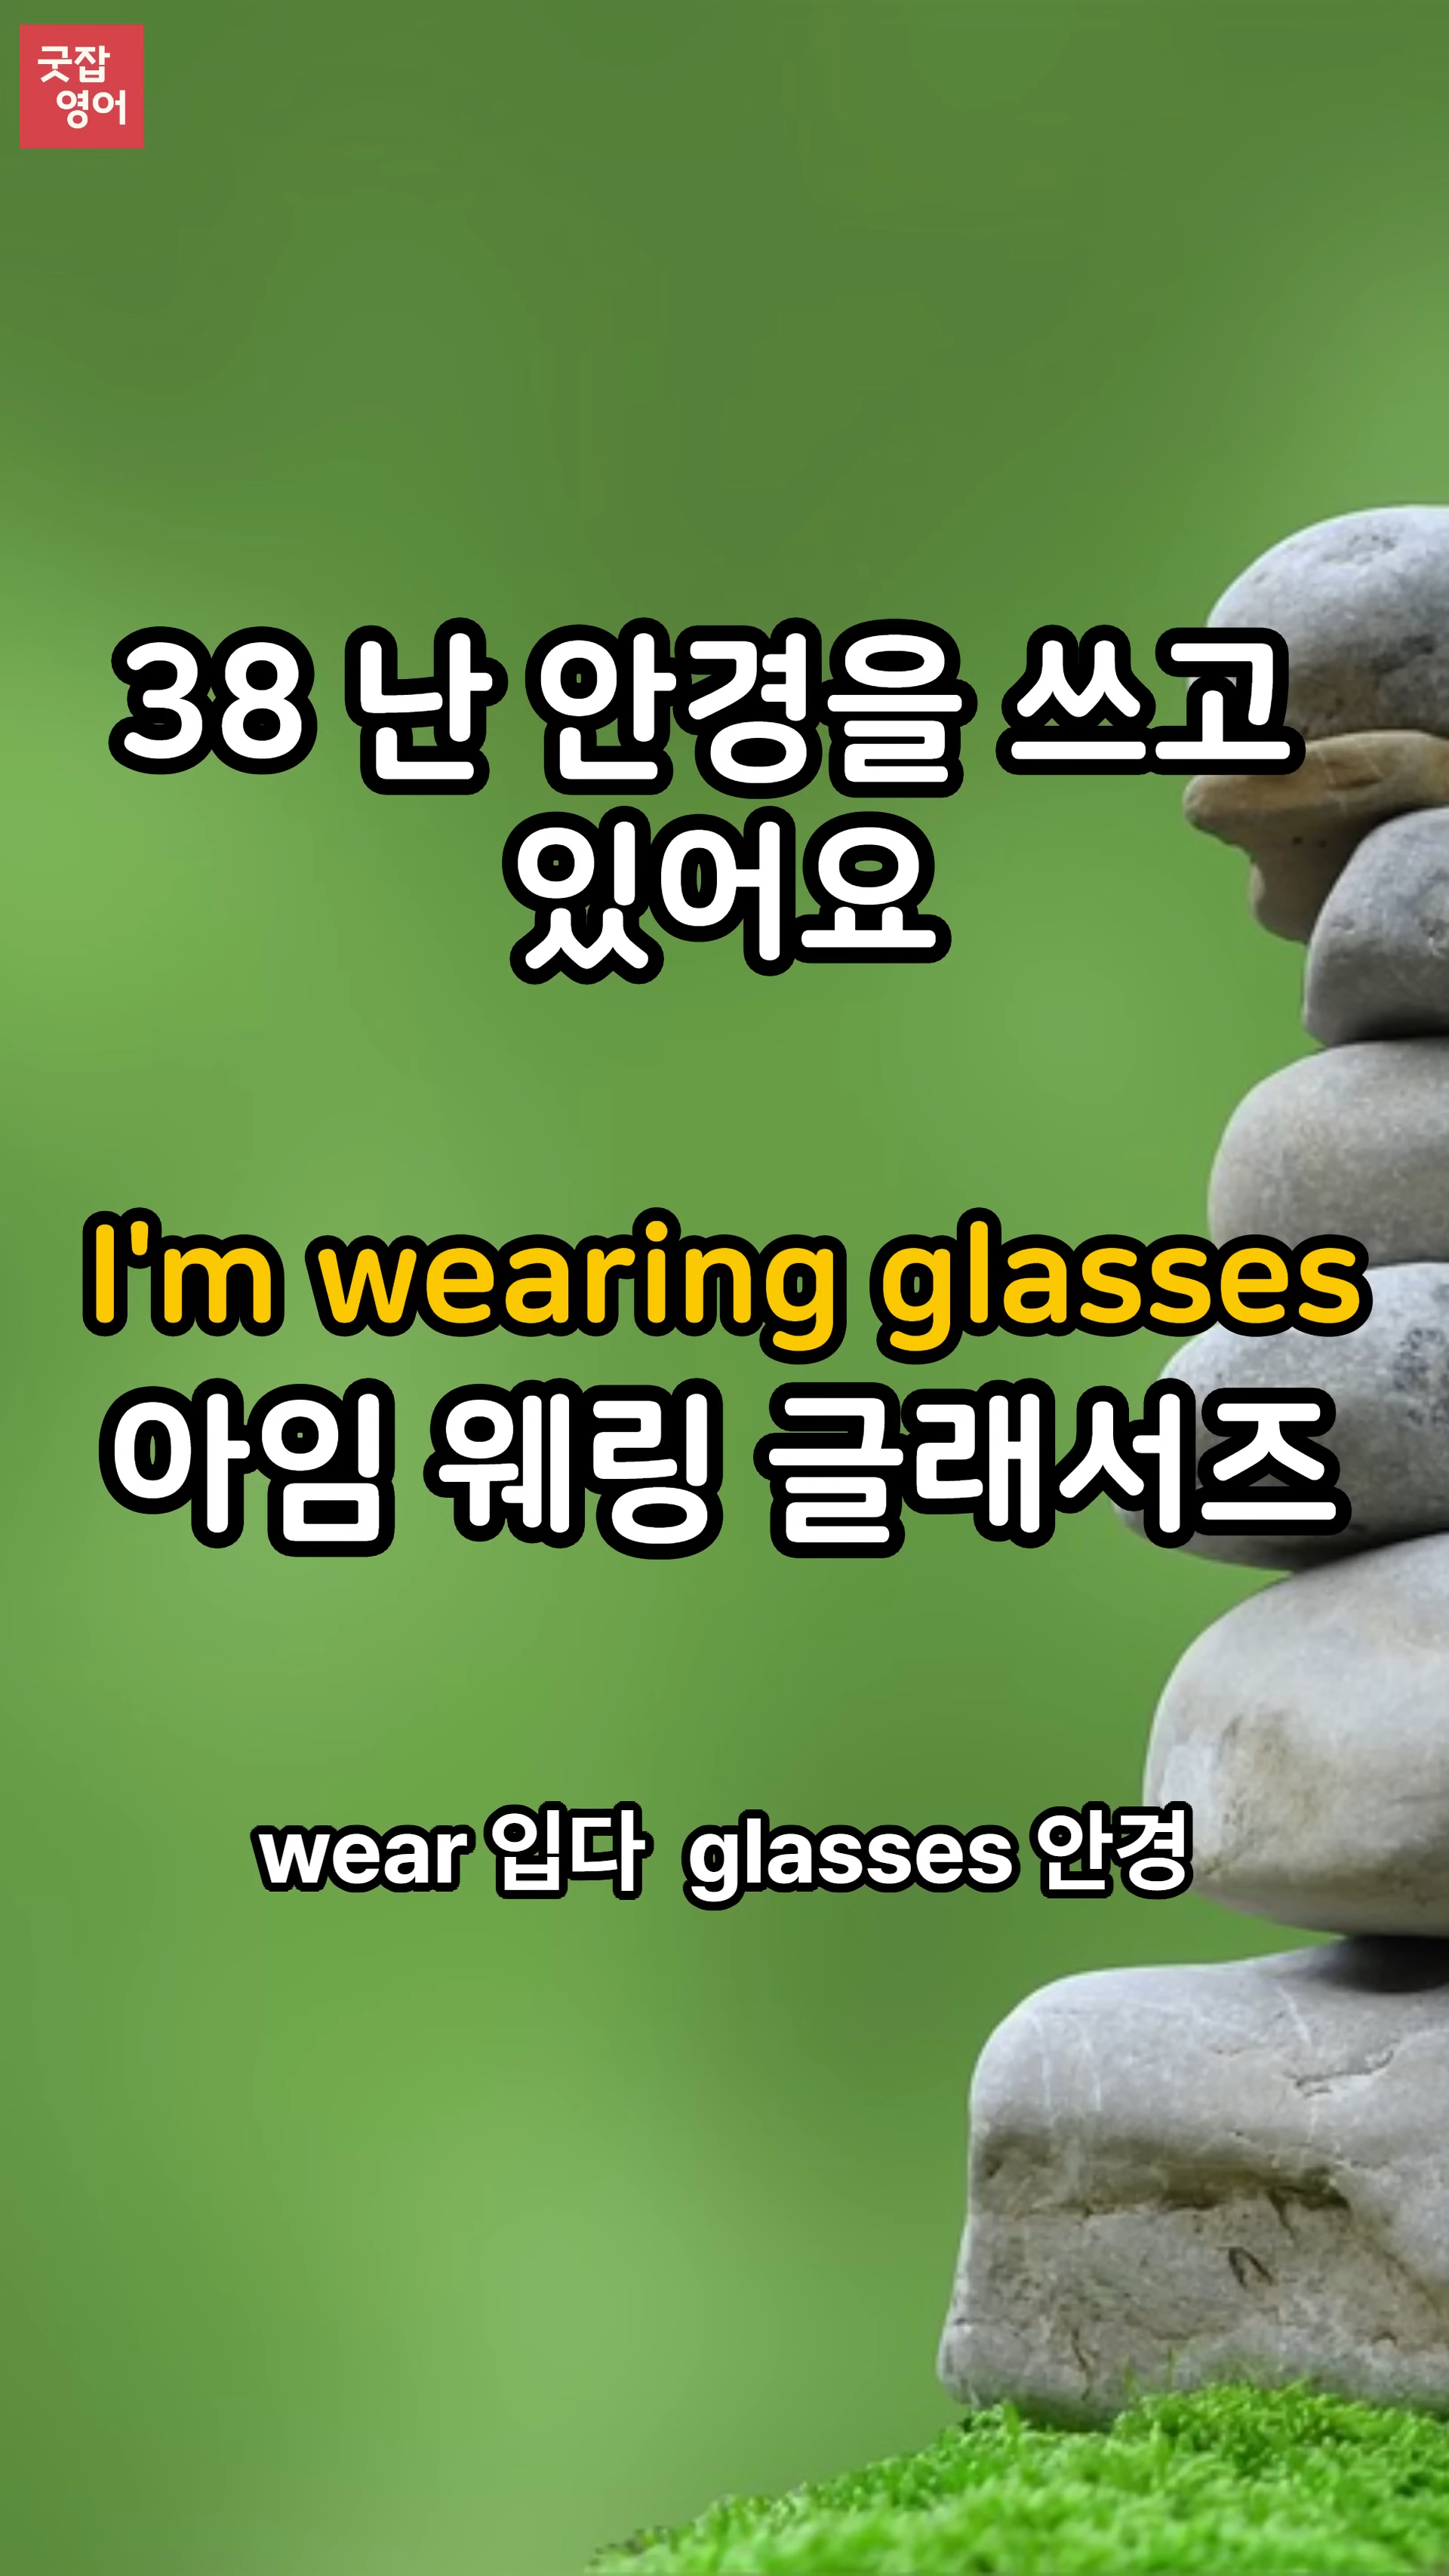 굿잡
영어
38 난 안경을 쓰고
있어요
I'm wearing glasses
아임 웨링 글래서즈
wear 입다  glasses 안경